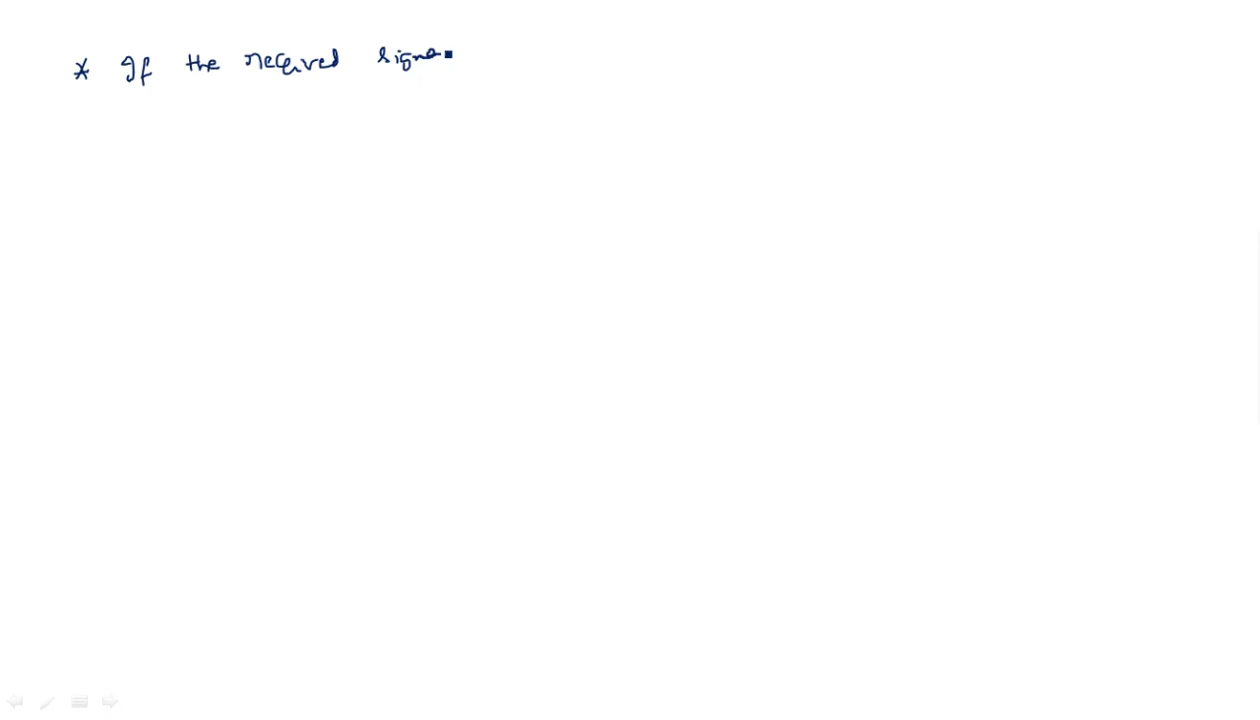 * If the received signa